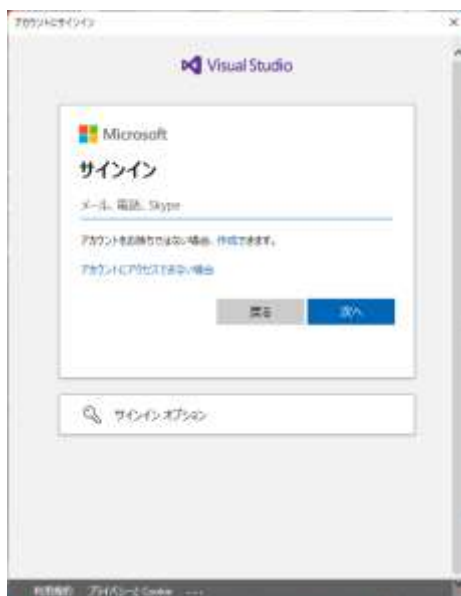 アカウントにサインイン
Visual Studio
Microsoft
サインイン
メール、電話、Skype
アカウントをお持ちではない場合、作成できます。
アカウントにアクセスできない場合
戻る
次へ
サインイン オプション
利用規約 プライバシーと Cookie ...